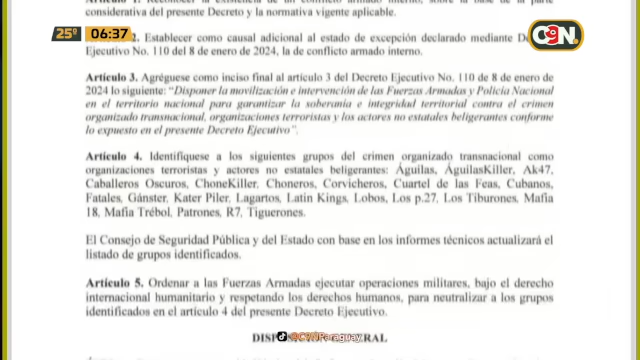 Artículo 1. Reconocer la existencia de un conflicto armado interno, sobre la base de la parte
considerativa del presente Decreto y la normativa vigente aplicable.
25° 06:37
2. Establecer como causal adicional al estado de excepción declarado mediante De
Ejecutivo No. 110 del 8 de enero de 2024, la de conflicto armado interno.
C9N
Artículo 3. Agréguese como inciso final al artículo 3 del Decreto Ejecutivo No. 110 de 8 de enero de
2024 lo siguiente: "Disponer la movilización e intervención de las Fuerzas Armadas y Policía Nacional
en el territorio nacional para garantizar la soberanía e integridad territorial contra el crimen
organizado transnacional, organizaciones terroristas y los actores no estatales beligerantes conforme
lo expuesto en el presente Decreto Ejecutivo".
Artículo 4. Identifíquese a los siguientes grupos del crimen organizado transnacional como
organizaciones terroristas y actores no estatales beligerantes: Águilas, ÁguilasKiller, Ak47,
Caballeros Oscuros, ChoneKiller, Choneros, Corvicheros, Cuartel de las Feas, Cubanos,
Fatales, Gánster, Kater Piler, Lagartos, Latin Kings, Lobos, Los p.27, Los Tiburones, Mafia
18, Mafia Trébol, Patrones, R7, Tiguerones.
El Consejo de Seguridad Pública y del Estado con base en los informes técnicos actualizará el
listado de grupos identificados.
Artículo 5. Ordenar a las Fuerzas Armadas ejecutar operaciones militares, bajo el derecho
internacional humanitario y respetando los derechos humanos, para neutralizar a los grupos
identificados en el artículo 4 del presente Decreto Ejecutivo.